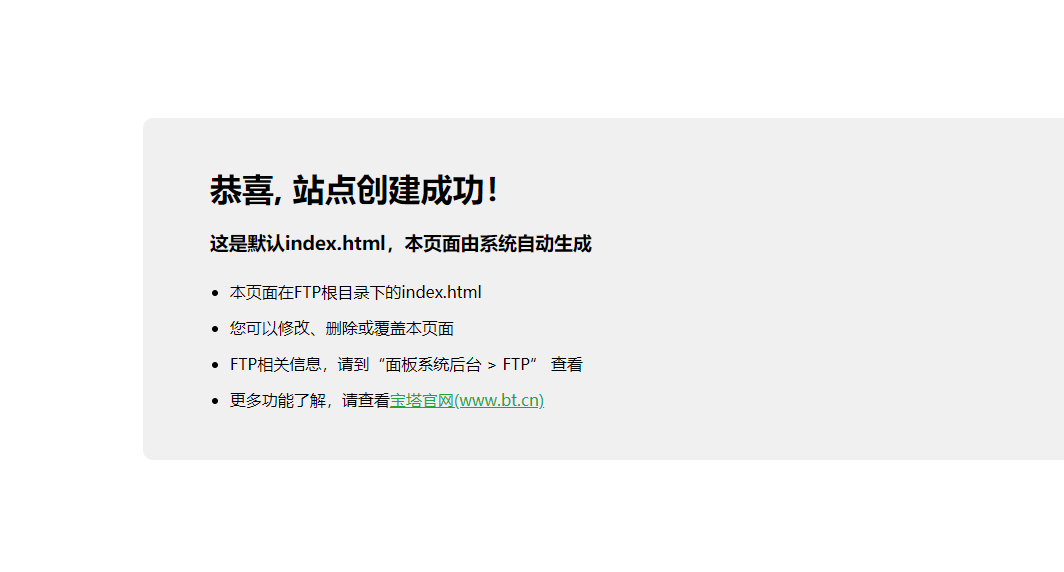 恭喜, 站点创建成功！
这是默认index.html，本页面由系统自动生成
本页面在FTP根目录下的index.html
您可以修改、删除或覆盖本页面
FTP相关信息，请到“面板系统后台 > FTP” 查看
更多功能了解，请查看宝塔官网(www.bt.cn)